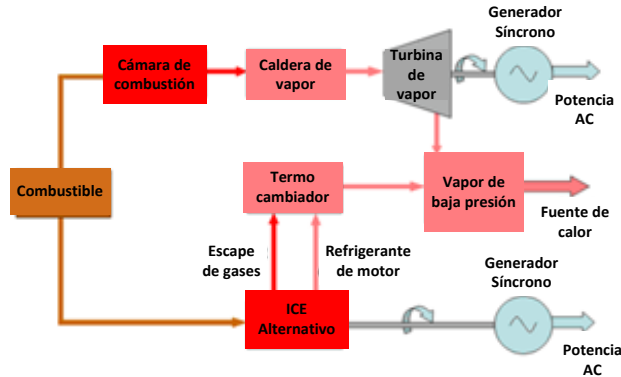 Generador
Síncrono
Cámara de
combustión
Caldera de
vapor
Turbina
de
vapor
Potencia
AC
Combustible
Termo
cambiador
Vapor de
baja presión
Fuente de
calor
Escape
de gases
Refrigerante
de motor
Generador
Síncrono
ICE
Alternativo
Potencia
AC